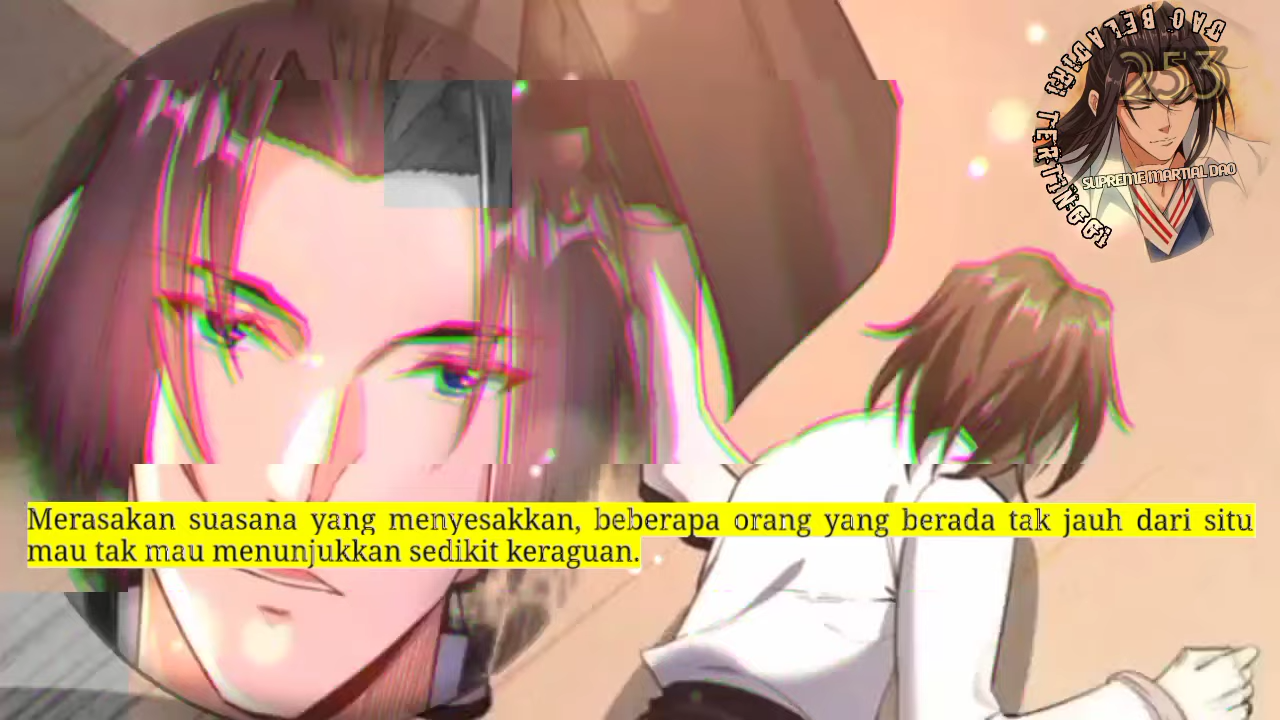 DAO BELADIRI TERTINGGI
253
SUPREME MARTIAL DAO
Merasakan suasana yang menyesakkan, beberapa orang yang berada tak jauh dari situ
mau tak mau menunjukkan sedikit keraguan.